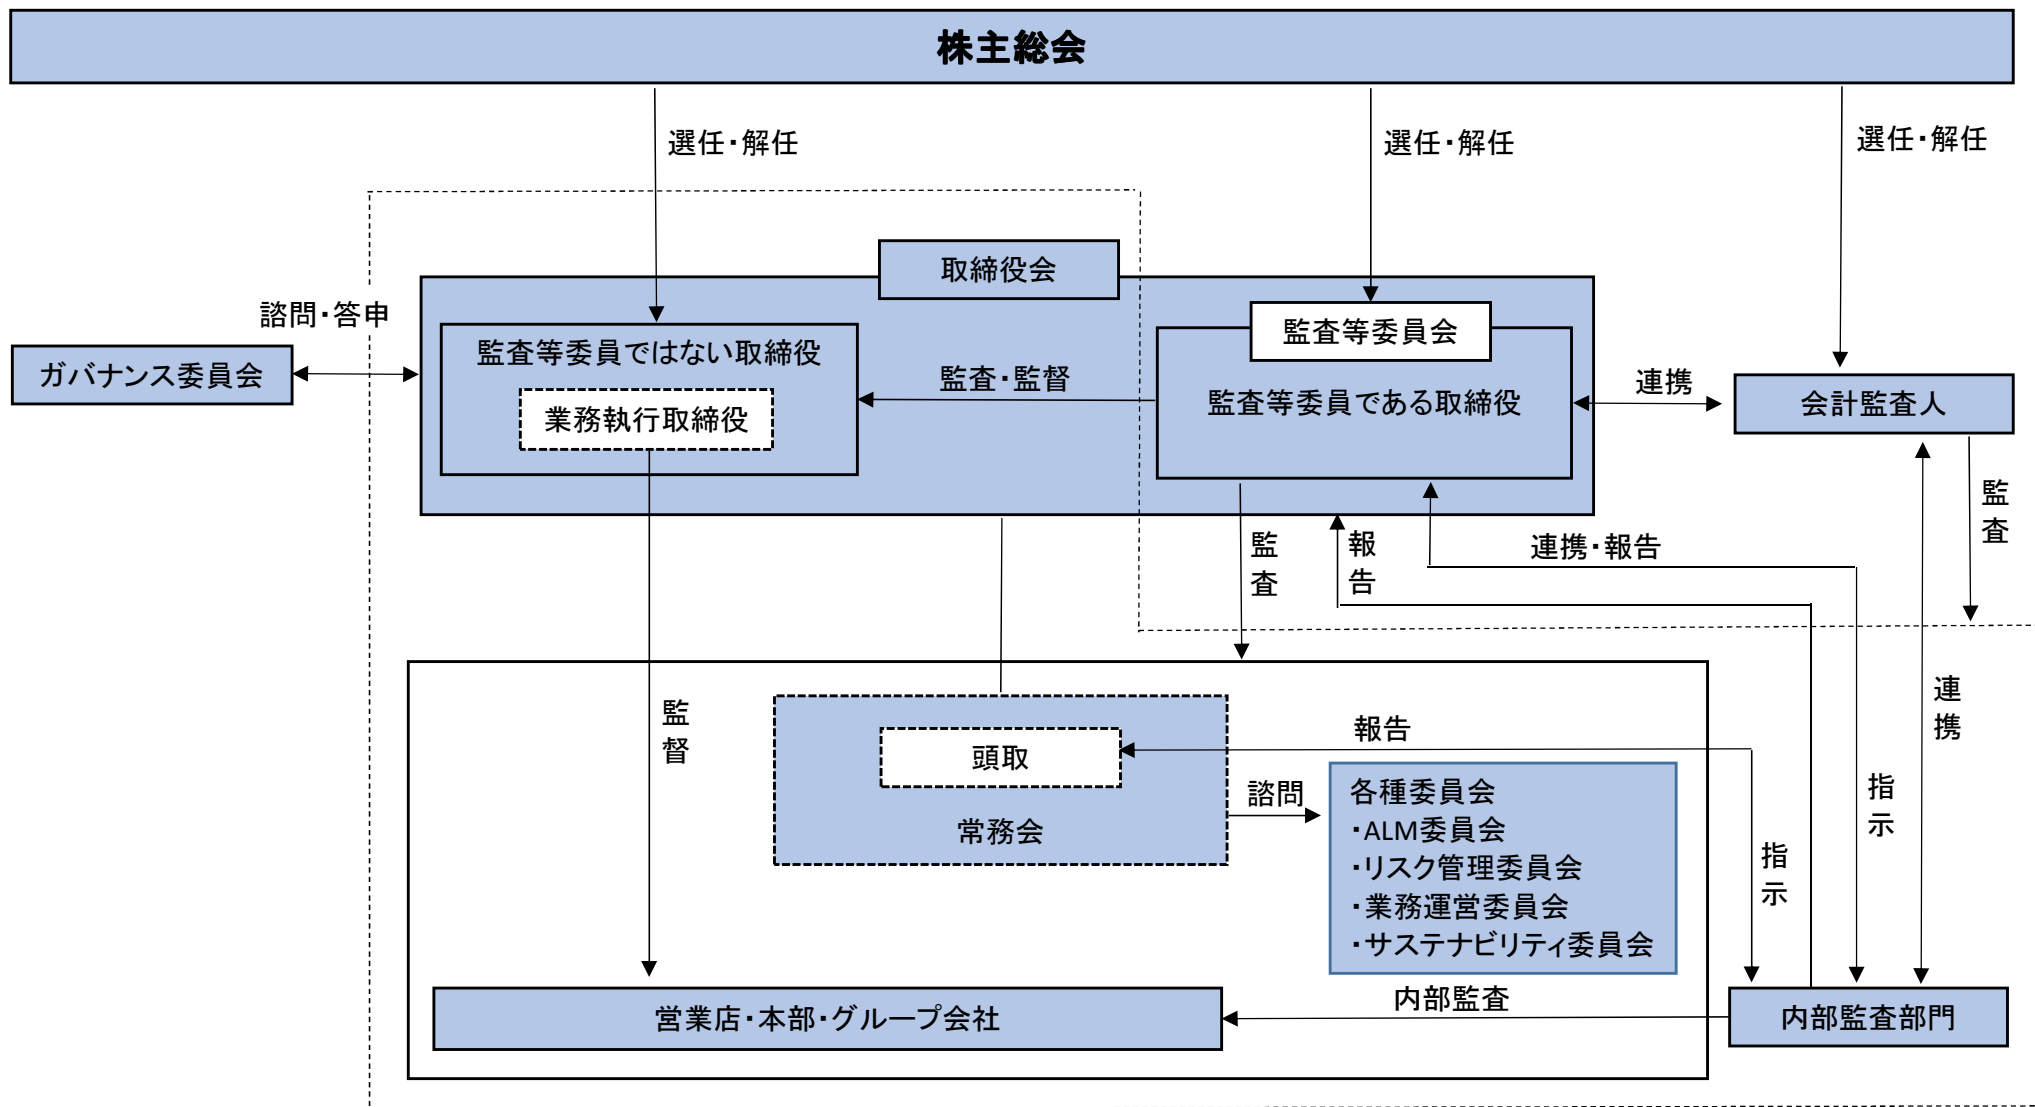 株主総会
選任・解任
選任・解任
選任・解任
取締役会
諮問・答申
監査等委員会
監査等委員ではない取締役
ガバナンス委員会
監査・監督
連携
監査等委員である取締役
会計監査人
業務執行取締役
監査
監査
報告
連携・報告
監督
連携
報告
頭取
諮問
常務会
各種委員会
・ALM委員会
・リスク管理委員会
・業務運営委員会
・サステナビリティ委員会
指示
指示
内部監査
営業店・本部・グループ会社
内部監査部門